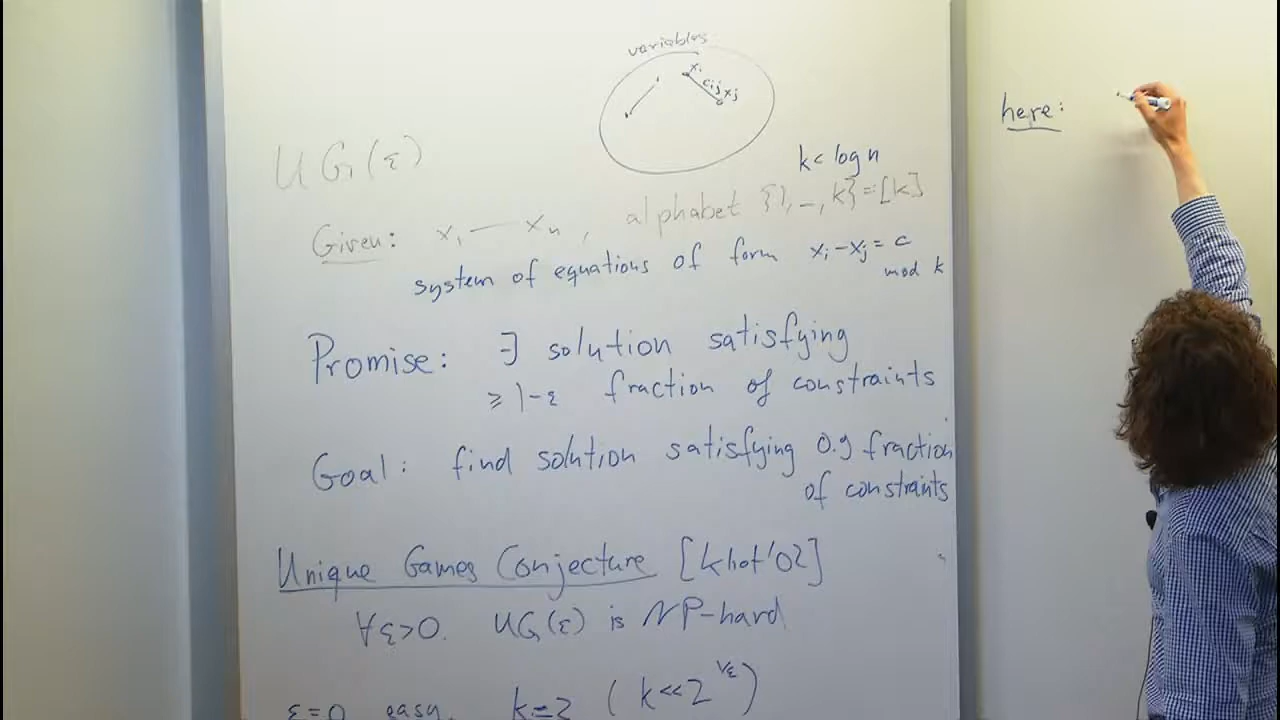 variables
xi
cij xj
here:
UG(ε)
k < log n
Given: x1 — xn, alphabet {1, –, k} = [k]
system of equations of form xi - xj = c
mod k
Promise: ∃ solution satisfying
≥ 1-ε fraction of constraints
Goal: find solution satisfying 0.9 fraction
of constraints
Unique Games Conjecture [Khot'02]
∀ε>0. UG(ε) is NP-hard
ε=0 easy. k=2 (k ≪ 2^{1/ε})